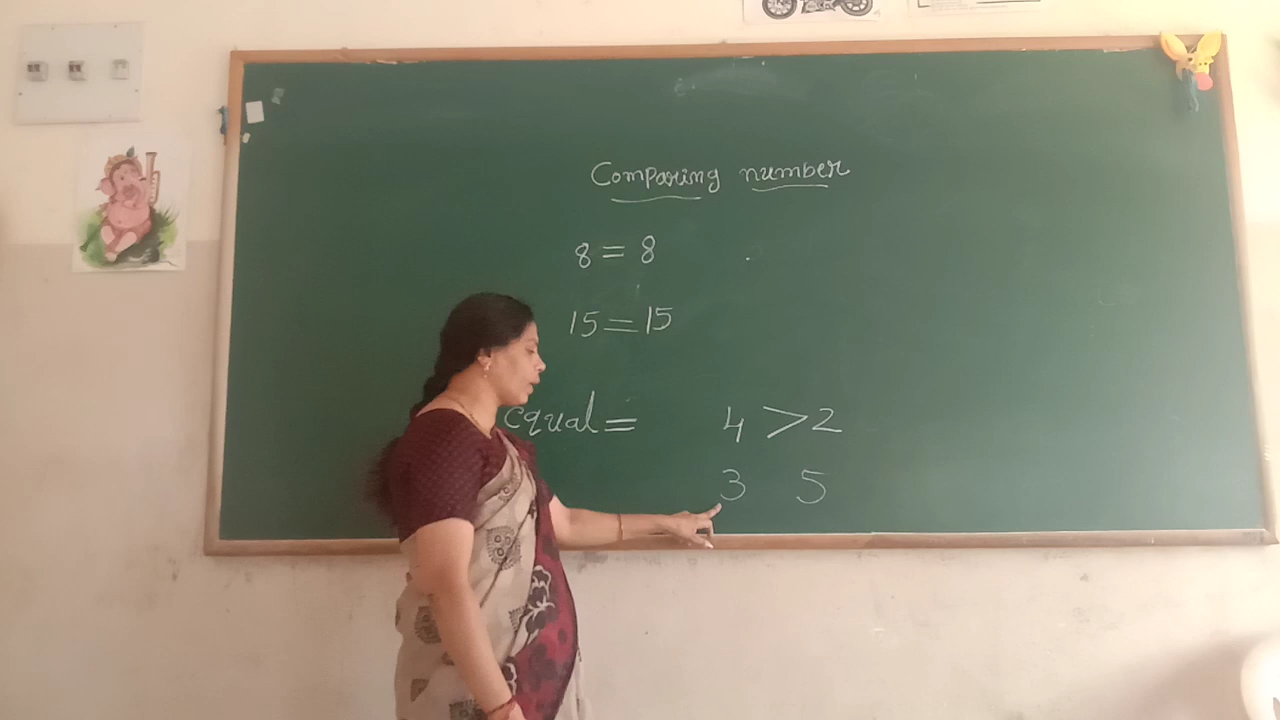 Comparing number
8 = 8
15 = 15
equal =
4 > 2
3 5